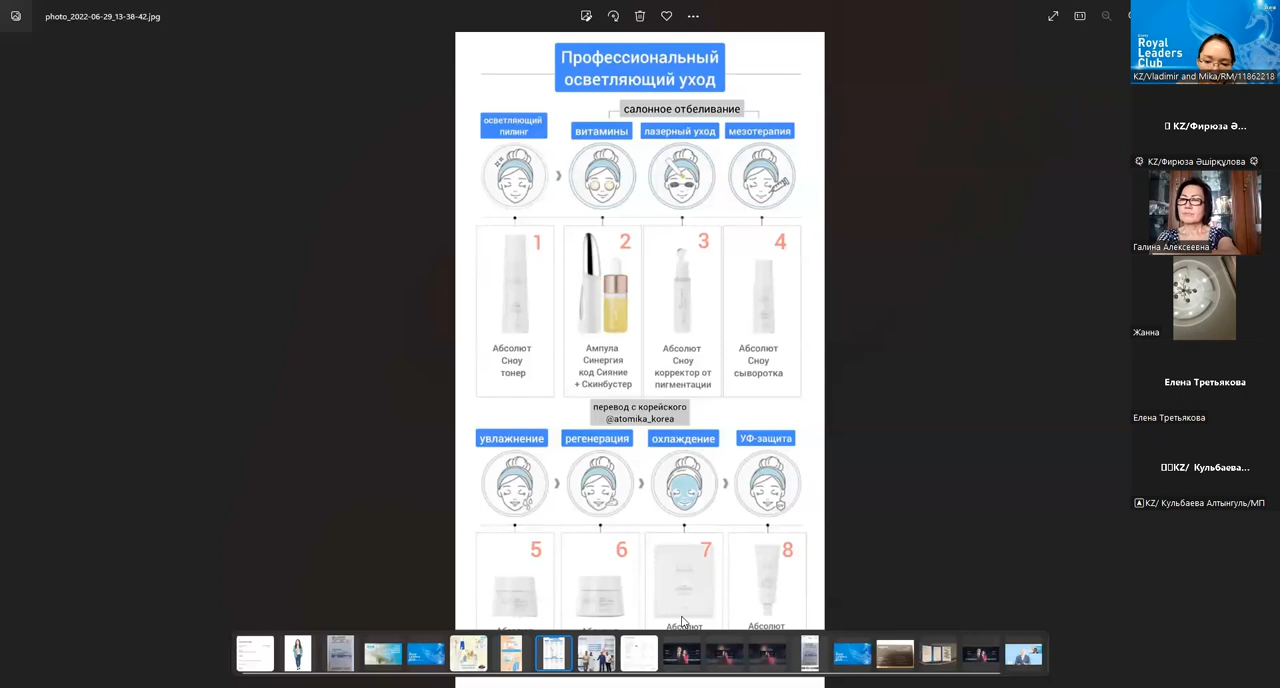 photo_2022-06-29_13-38-42.jpg
Профессиональный
осветляющий уход
салонное отбеливание
осветляющий
пилинг
витамины
лазерный уход
мезотерапия
1
2
3
4
Абсолют
Сноу
тонер
Ампула
Синергия
код Сияние
+ Скинбустер
Абсолют
Сноу
корректор от
пигментации
Абсолют
Сноу
сыворотка
перевод с корейского
@atomika_korea
увлажнение
регенерация
охлаждение
УФ-защита
5
6
7
8
Абсолют
Абсолют
Royal
Leaders
Club
KZ/Vladimir and Mika/RM/11862218
KZ/Фирюза Ә...
KZ/Фирюза Әшірқұлова
Галина Алексеевна
Жанна
Елена Третьякова
Елена Третьякова
KZ/ Кульбаева...
KZ/ Кульбаева Алтынгуль/МП